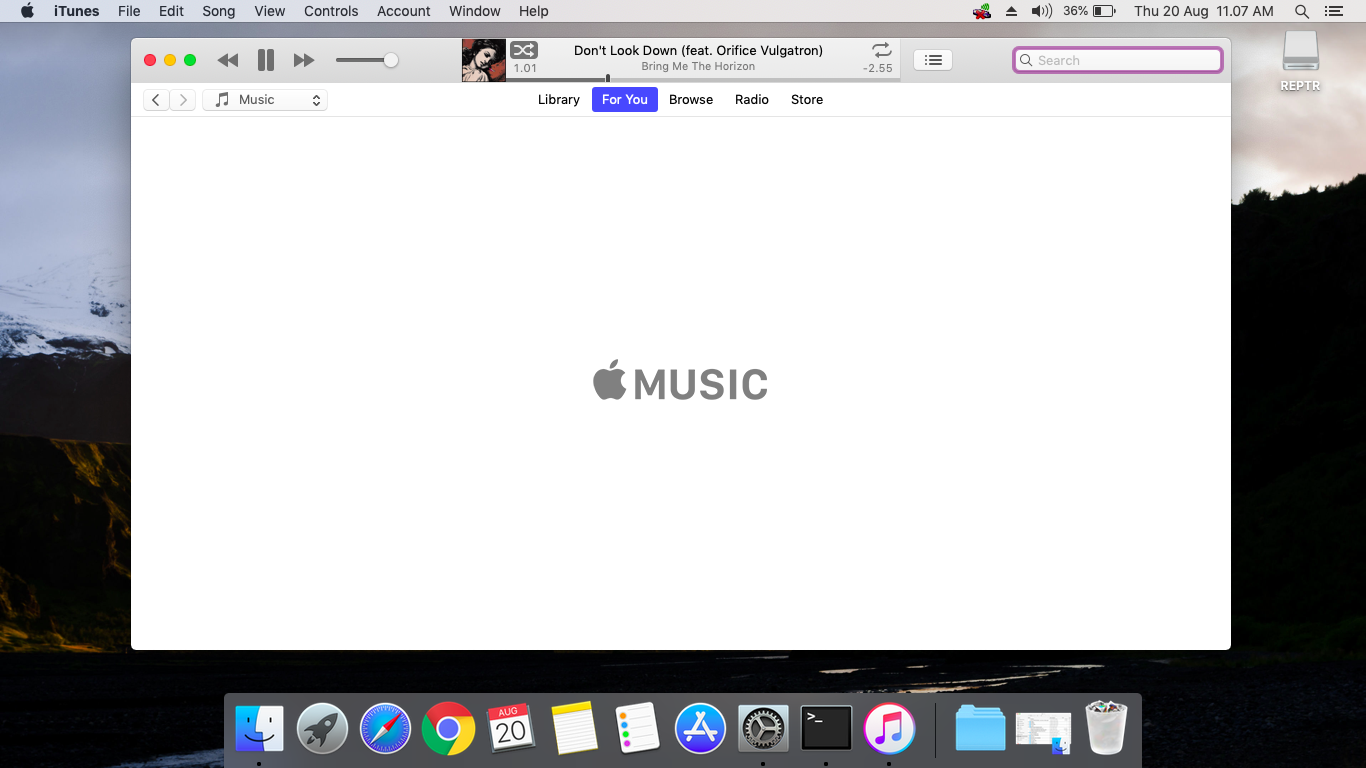 iTunes File Edit Song View Controls Account Window Help 36% Thu 20 Aug 11.07 AM
Don't Look Down (feat. Orifice Vulgatron)
1.01 Bring Me The Horizon -2.55
Search
REPTR
Music Library For You Browse Radio Store
MUSIC
AUG
20
>_